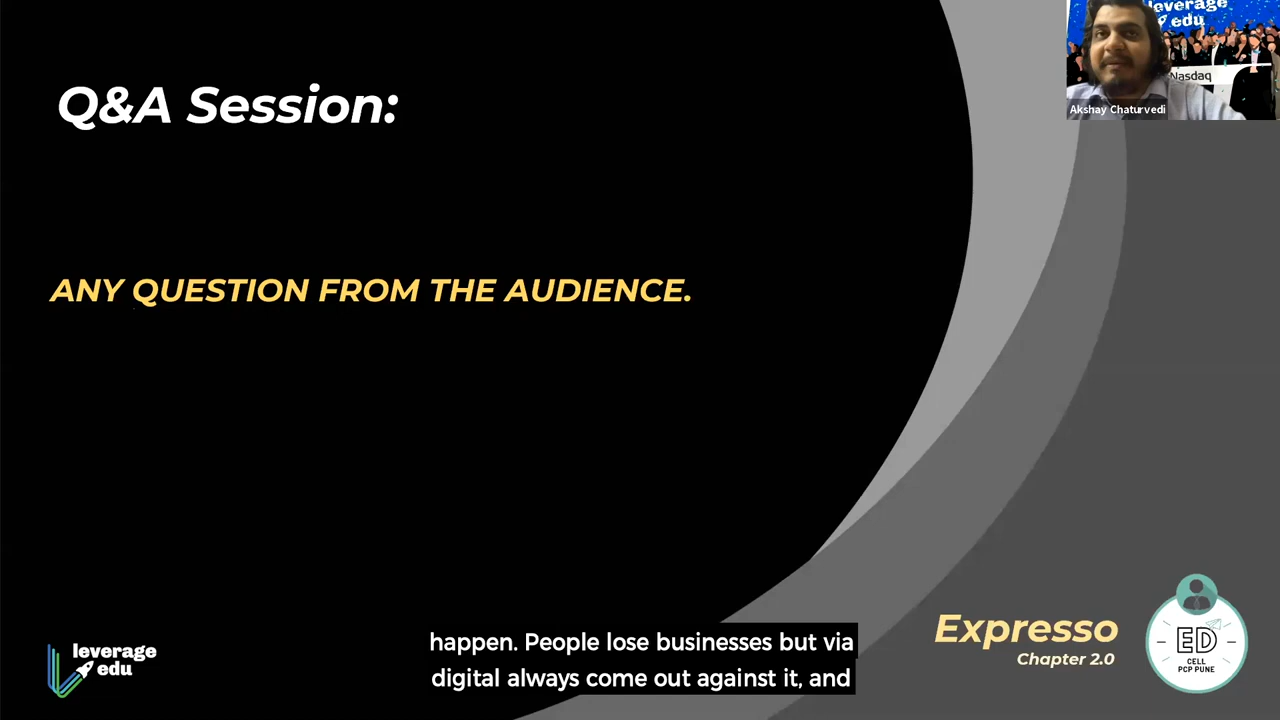 leverage
edu
Nasdaq
Akshay Chaturvedi
Q&A Session:
ANY QUESTION FROM THE AUDIENCE.
happen. People lose businesses but via
digital always come out against it, and
leverage
edu
Expresso
Chapter 2.0
ED
CELL
PCP PUNE